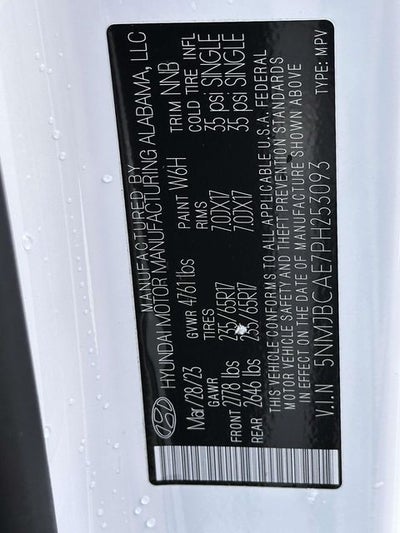 MANUFACTURED BY
HYUNDAI MOTOR MANUFACTURING ALABAMA, LLC
Mar/28/23 GVWR 4761 lbs PAINT W6H TRIM NNB
GAWR TIRES RIMS COLD TIRE INFL
FRONT 2778 lbs 235/65R17 7.0JX17 35 psi SINGLE
REAR 2646 lbs 235/65R17 7.0JX17 35 psi SINGLE
THIS VEHICLE CONFORMS TO ALL APPLICABLE U.S.A. FEDERAL
MOTOR VEHICLE SAFETY AND THEFT PREVENTION STANDARDS
IN EFFECT ON THE DATE OF MANUFACTURE SHOWN ABOVE
V.I.N 5NMJBCAE7PH253093 TYPE: MPV